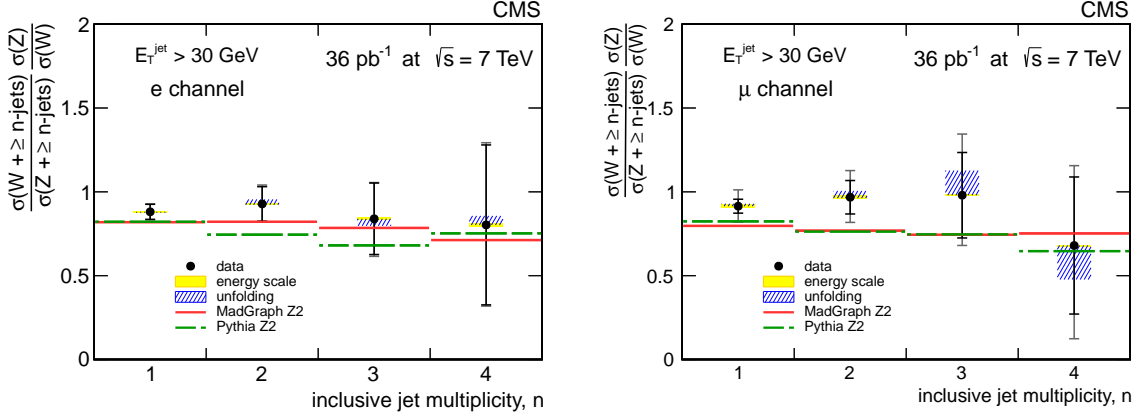 CMS
σ(W + ≥ n-jets) σ(Z)
σ(Z + ≥ n-jets) σ(W)
2
1.5
1
0.5
0
E_T^jet > 30 GeV
36 pb⁻¹ at √s = 7 TeV
e channel
data
energy scale
unfolding
MadGraph Z2
Pythia Z2
1 2 3 4
inclusive jet multiplicity, n
CMS
σ(W + ≥ n-jets) σ(Z)
σ(Z + ≥ n-jets) σ(W)
2
1.5
1
0.5
0
E_T^jet > 30 GeV
36 pb⁻¹ at √s = 7 TeV
μ channel
data
energy scale
unfolding
MadGraph Z2
Pythia Z2
1 2 3 4
inclusive jet multiplicity, n